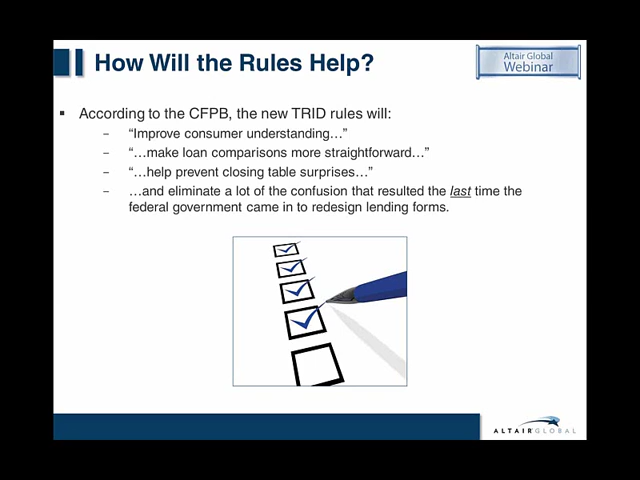 How Will the Rules Help?
Altair Global
Webinar
▪ According to the CFPB, the new TRID rules will:
– “Improve consumer understanding…”
– “…make loan comparisons more straightforward…”
– “…help prevent closing table surprises…”
– …and eliminate a lot of the confusion that resulted the last time the
federal government came in to redesign lending forms.
ALTAIR GLOBAL